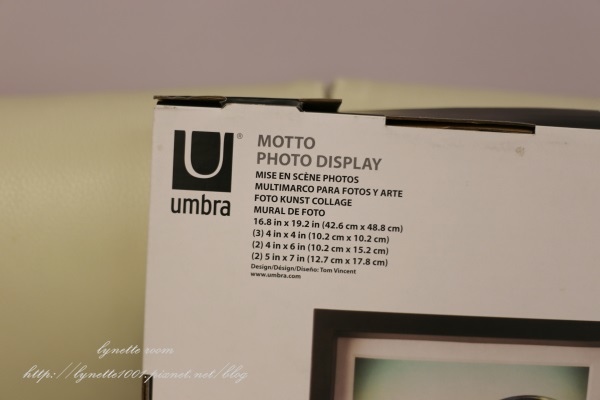 U®
umbra
MOTTO
PHOTO DISPLAY
MISE EN SCÈNE PHOTOS
MULTIMARCO PARA FOTOS Y ARTE
FOTO KUNST COLLAGE
MURAL DE FOTO
16.8 in x 19.2 in (42.6 cm x 48.8 cm)
(3) 4 in x 4 in (10.2 cm x 10.2 cm)
(2) 4 in x 6 in (10.2 cm x 15.2 cm)
(2) 5 in x 7 in (12.7 cm x 17.8 cm)
Design/Désign/Diseño: Tom Vincent
www.umbra.com
lynette room
http://lynette1001.pixnet.net/blog